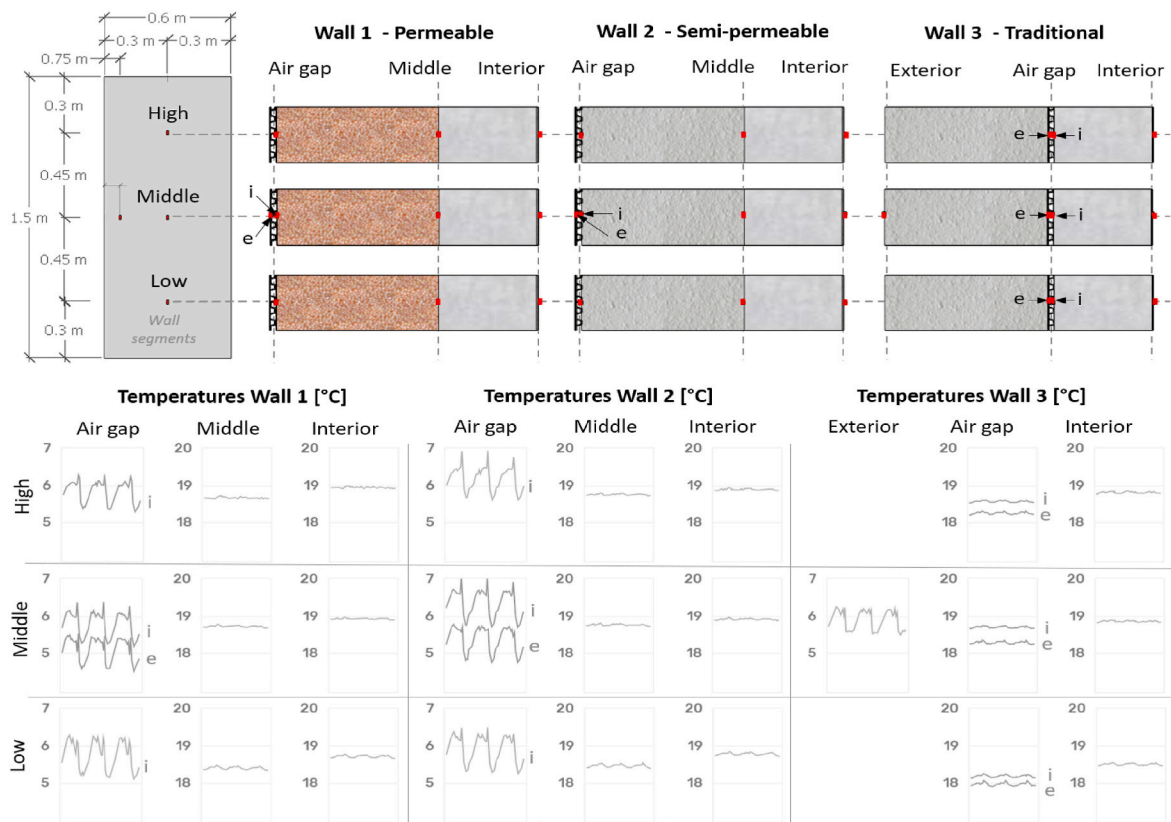 0.6 m
0.3 m 0.3 m
0.75 m
0.3 m
0.45 m
1.5 m
0.45 m
0.3 m
High
Middle
Low
Wall
segments
Wall 1 - Permeable
Air gap Middle Interior
i
e
Wall 2 - Semi-permeable
Air gap Middle Interior
i
e
Wall 3 - Traditional
Exterior Air gap Interior
e i
e i
e i
Temperatures Wall 1 [°C] Temperatures Wall 2 [°C] Temperatures Wall 3 [°C]
Air gap Middle Interior Air gap Middle Interior Exterior Air gap Interior
High
7 20 20 7 20 20 20 20
6 19 19 6 19 19 19 19
5 18 18 5 18 18 18 18
i i i
e
Middle
7 20 20 7 20 20 7 20 20
6 19 19 6 19 19 6 19 19
5 18 18 5 18 18 5 18 18
i i i
e e e
Low
7 20 20 7 20 20 20 20
6 19 19 6 19 19 19 19
5 18 18 5 18 18 18 18
i i i
e